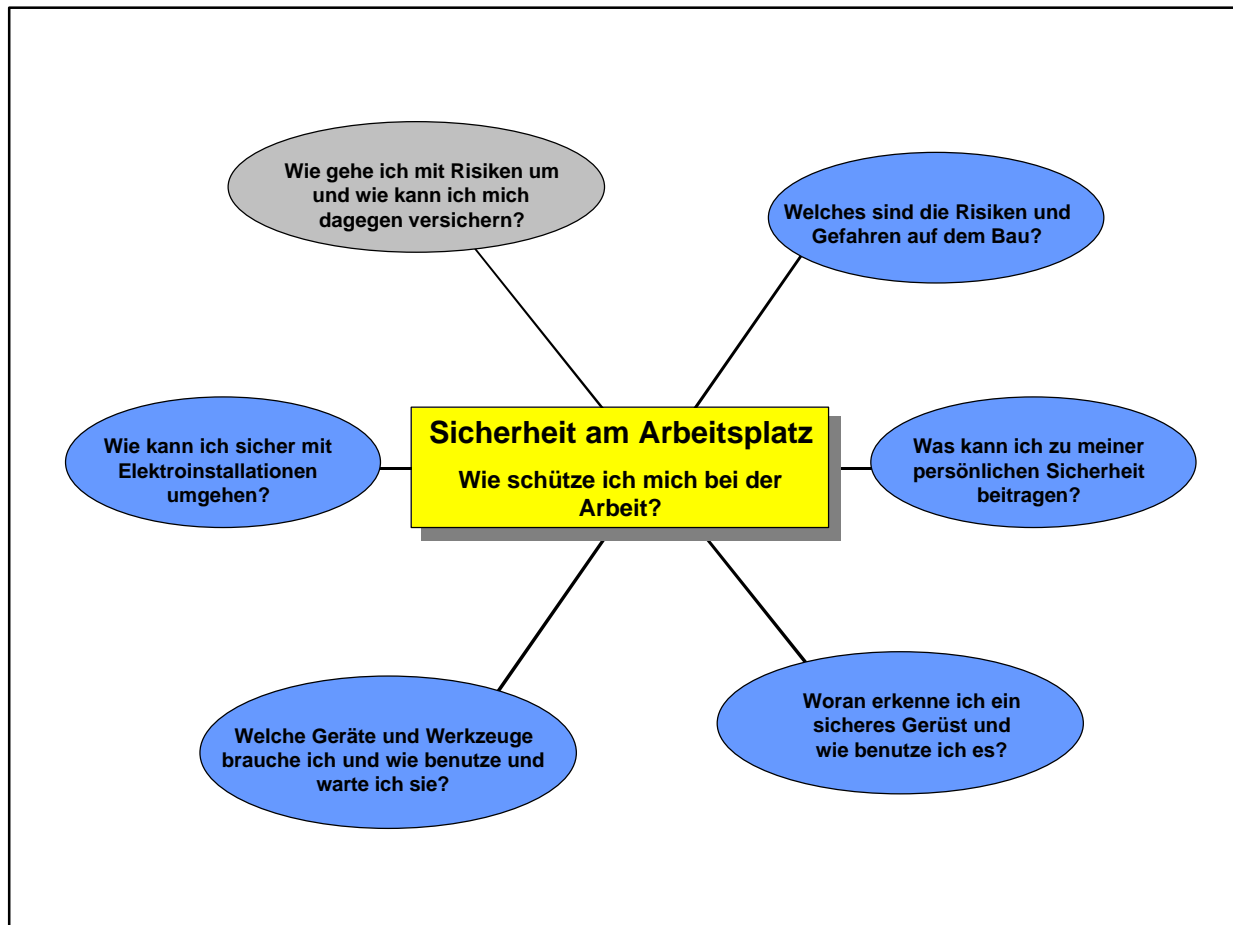 Wie gehe ich mit Risiken um
und wie kann ich mich
dagegen versichern?
Welches sind die Risiken und
Gefahren auf dem Bau?
Wie kann ich sicher mit
Elektroinstallationen
umgehen?
Sicherheit am Arbeitsplatz
Wie schütze ich mich bei der
Arbeit?
Was kann ich zu meiner
persönlichen Sicherheit
beitragen?
Welche Geräte und Werkzeuge
brauche ich und wie benutze und
warte ich sie?
Woran erkenne ich ein
sicheres Gerüst und
wie benutze ich es?